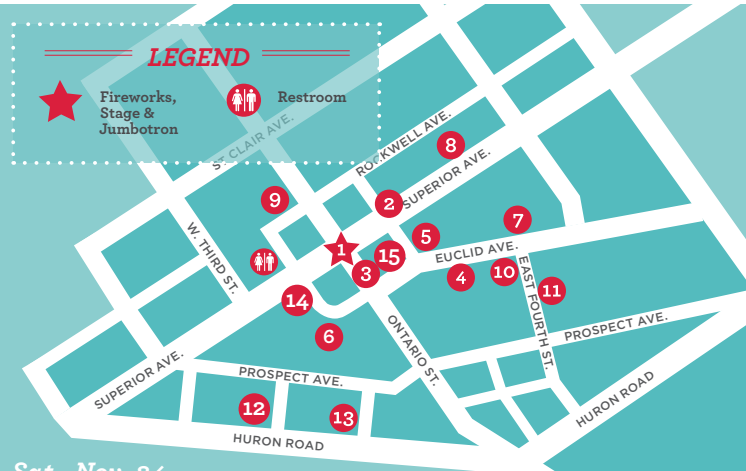 LEGEND
Fireworks,
Stage &
Jumbotron
Restroom
ST. CLAIR AVE.
ROCKWELL AVE.
8
SUPERIOR AVE.
9
2
W. THIRD ST.
7
5
1
EUCLID AVE.
15
3
4
10
EAST FOURTH ST.
11
14
6
ONTARIO ST.
PROSPECT AVE.
SUPERIOR AVE.
PROSPECT AVE.
12
13
HURON ROAD
HURON ROAD
Sat., Nov.